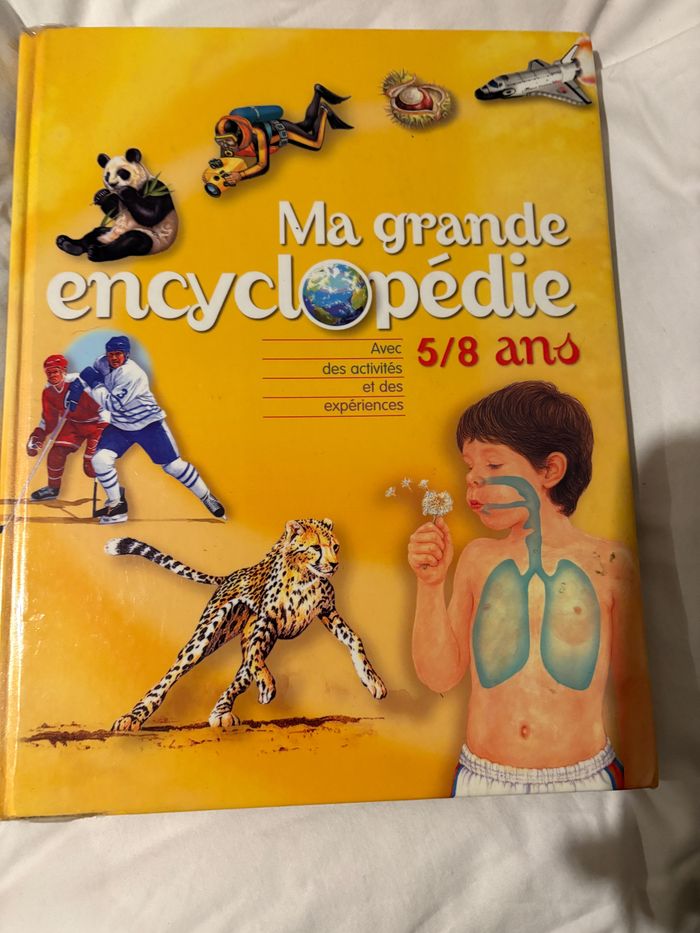 Ma grande
encyclopédie
5/8 ans
Avec
des activités
et des
expériences